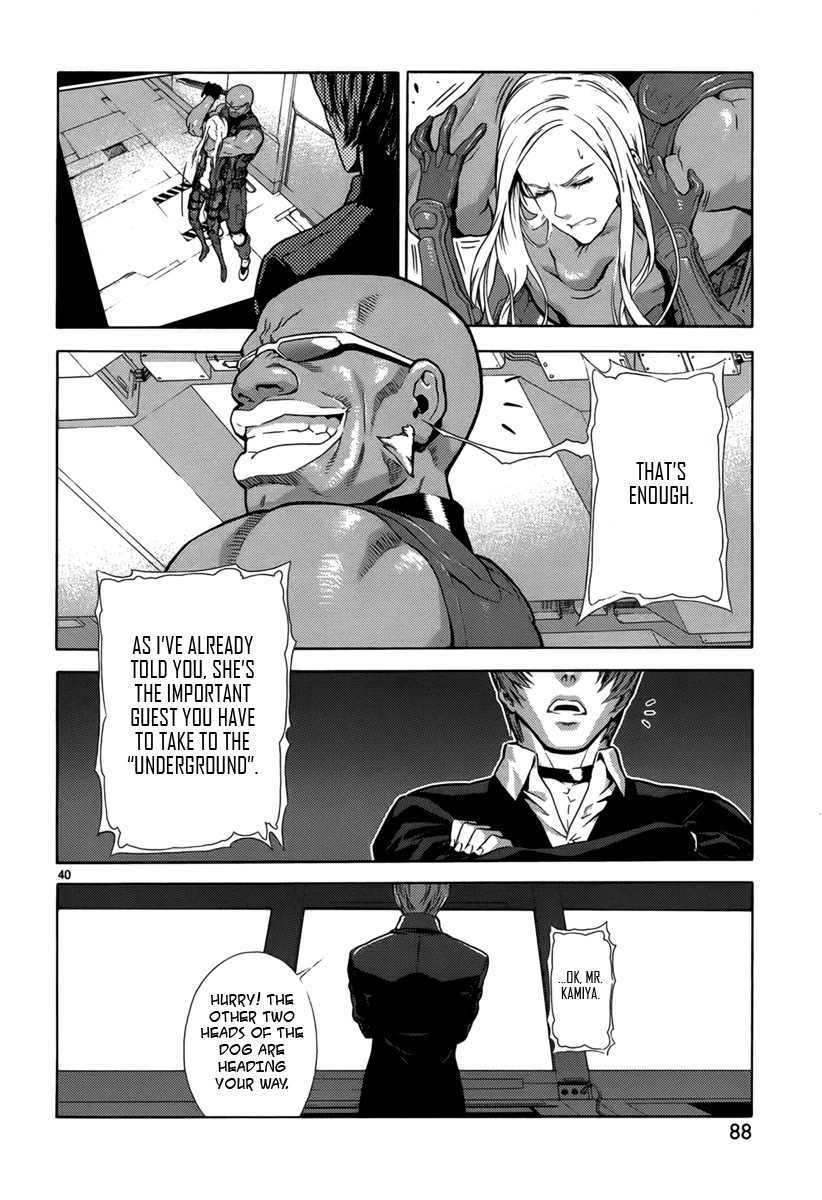 THAT'S
ENOUGH.
AS I'VE ALREADY
TOLD YOU, SHE'S
THE IMPORTANT
GUEST YOU HAVE
TO TAKE TO THE
“UNDERGROUND”.
40
...OK, MR.
KAMIYA.
HURRY! THE
OTHER TWO
HEADS OF THE
DOG ARE
HEADING
YOUR WAY.
88